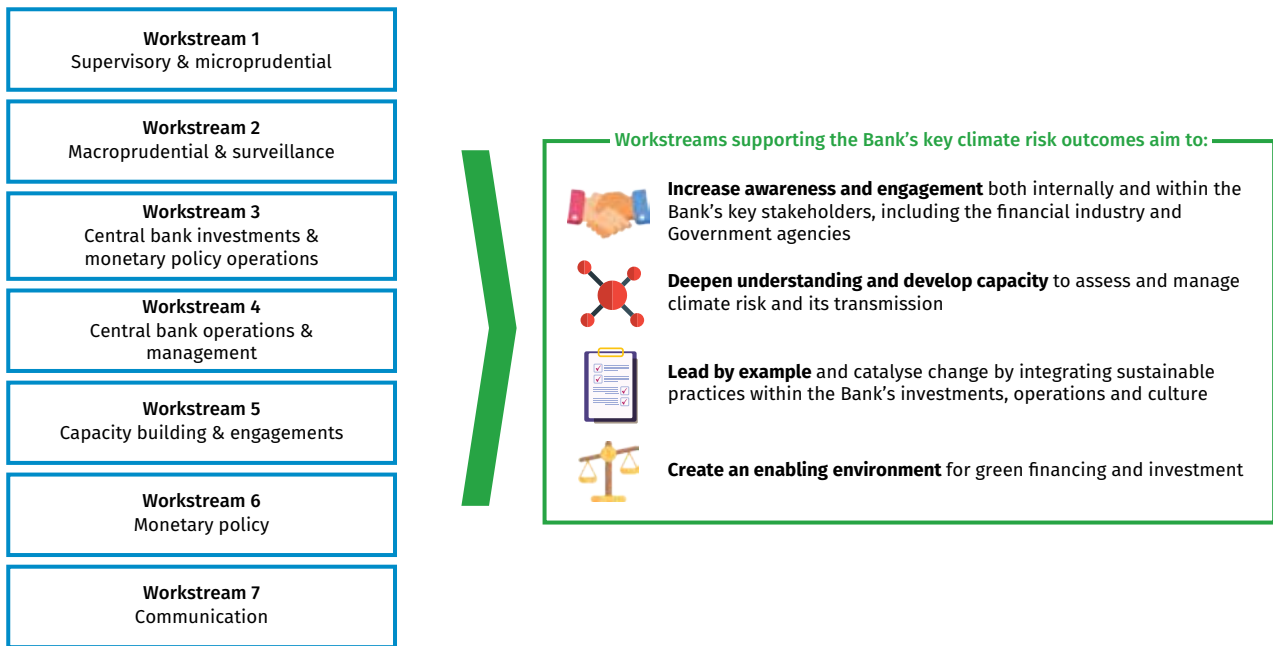 Workstream 1
Supervisory & microprudential
Workstream 2
Macroprudential & surveillance
Workstream 3
Central bank investments &
monetary policy operations
Workstream 4
Central bank operations &
management
Workstream 5
Capacity building & engagements
Workstream 6
Monetary policy
Workstream 7
Communication
Workstreams supporting the Bank's key climate risk outcomes aim to:
Increase awareness and engagement both internally and within the
Bank's key stakeholders, including the financial industry and
Government agencies
Deepen understanding and develop capacity to assess and manage
climate risk and its transmission
Lead by example and catalyse change by integrating sustainable
practices within the Bank's investments, operations and culture
Create an enabling environment for green financing and investment